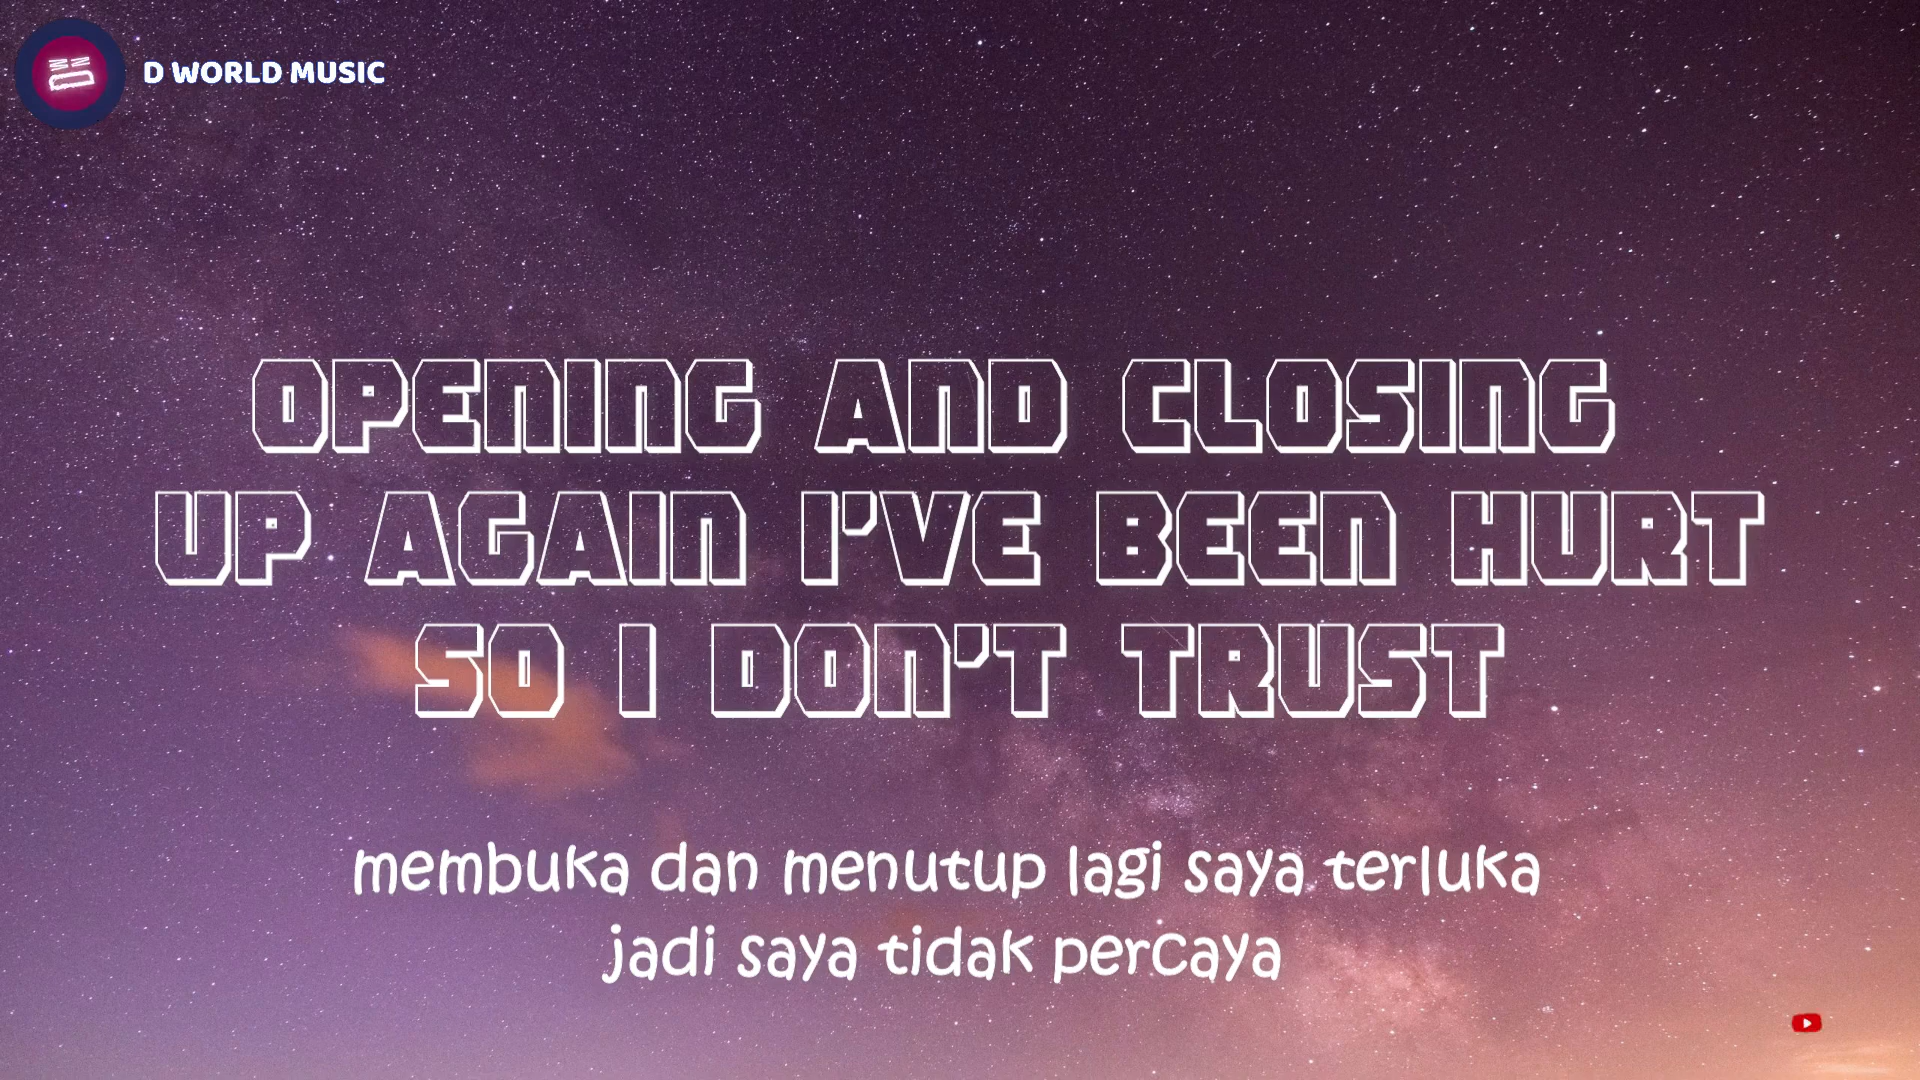 D WORLD MUSIC
OPENING AND CLOSING
UP AGAIN I'VE BEEN HURT
SO I DON'T TRUST
membuka dan menutup lagi saya terluka
jadi saya tidak percaya